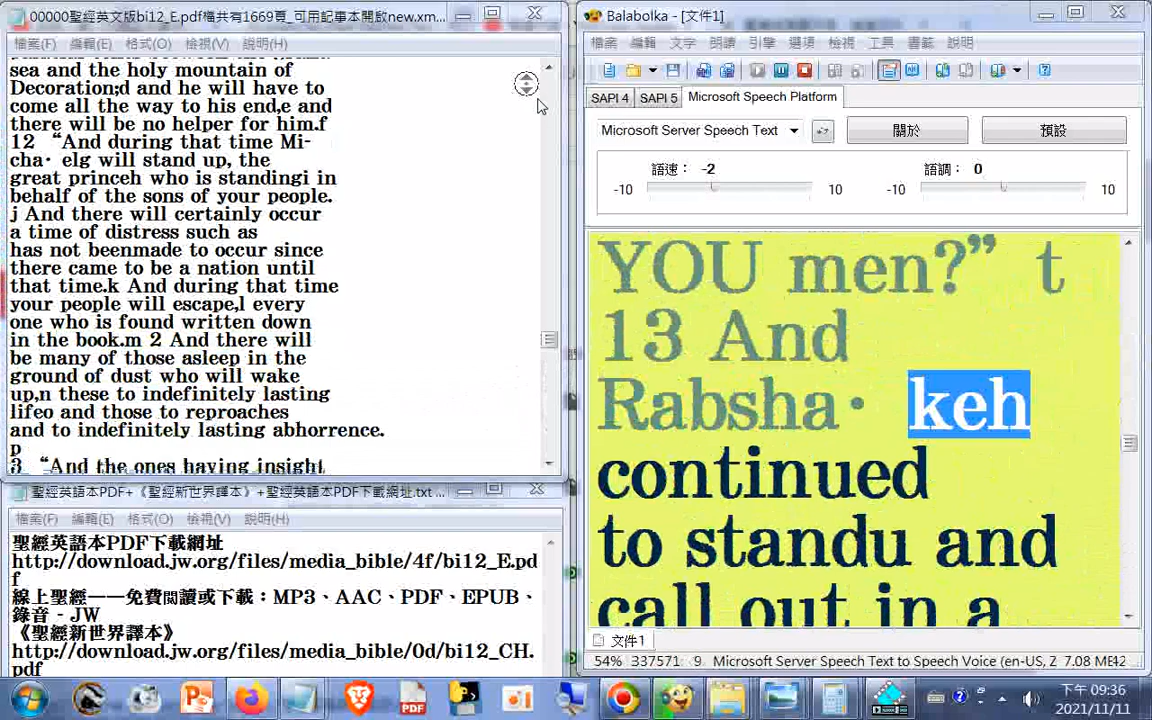 00000聖經英文版bi12_E.pdf檔共有1669頁_可用記事本開啟new.xm...
檔案(F) 編輯(E) 格式(O) 檢視(V) 說明(H)
sea and the holy mountain of
Decoration;d and he will have to
come all the way to his end,e and
there will be no helper for him.f
12 “And during that time Mi-
cha· elg will stand up, the
great princeh who is standingi in
behalf of the sons of your people.
j And there will certainly occur
a time of distress such as
has not beenmade to occur since
there came to be a nation until
that time.k And during that time
your people will escape,l every
one who is found written down
in the book.m 2 And there will
be many of those asleep in the
ground of dust who will wake
up,n these to indefinitely lasting
lifeo and those to reproaches
and to indefinitely lasting abhorrence.
p
3 “And the ones having insight
聖經英語本PDF+《聖經新世界譯本》+聖經英語本PDF下載網址.txt ...
檔案(F) 編輯(E) 格式(O) 檢視(V) 說明(H)
聖經英語本PDF下載網址
http://download.jw.org/files/media_bible/4f/bi12_E.pd
f
線上聖經——免費閱讀或下載：MP3、AAC、PDF、EPUB、
錄音 - JW
《聖經新世界譯本》
http://download.jw.org/files/media_bible/0d/bi12_CH.
pdf
Balabolka - [文件1]
檔案 編輯 文字 朗讀 引擎 選項 檢視 工具 書籤 說明
SAPI 4 SAPI 5 Microsoft Speech Platform
Microsoft Server Speech Text 關於 預設
語速： -2 語調： 0
-10 10 -10 10
YOU men?” t
13 And
Rabsha· keh
continued
to standu and
call out in a
文件1
54% 337571: 9. Microsoft Server Speech Text to Speech Voice (en-US, Z 7.08 ME42
下午 09:36
2021/11/11